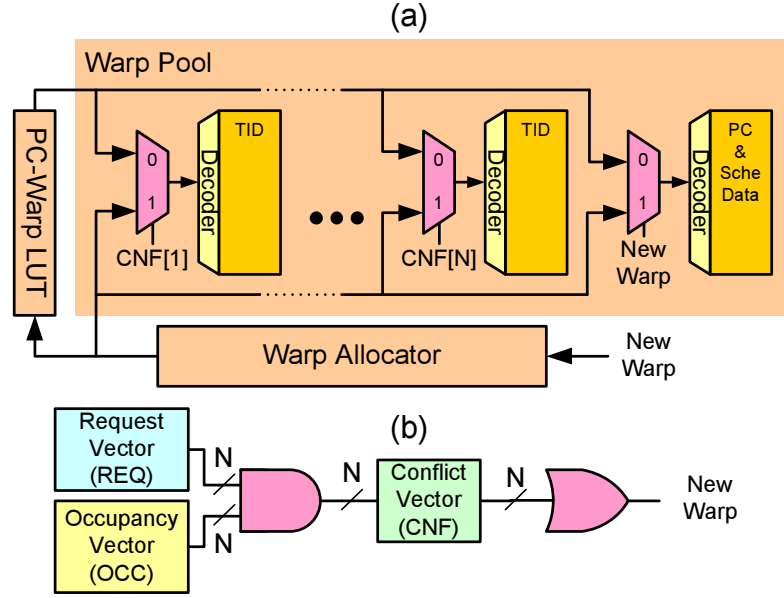 (a)
Warp Pool
PC-Warp LUT
0
1
CNF[1]
Decoder
TID
0
1
CNF[N]
Decoder
TID
0
1
New
Warp
Decoder
PC
&
Sche
Data
Warp Allocator
New
Warp
(b)
Request
Vector
(REQ)
N
Occupancy
Vector
(OCC)
N
N
Conflict
Vector
(CNF)
N
New
Warp